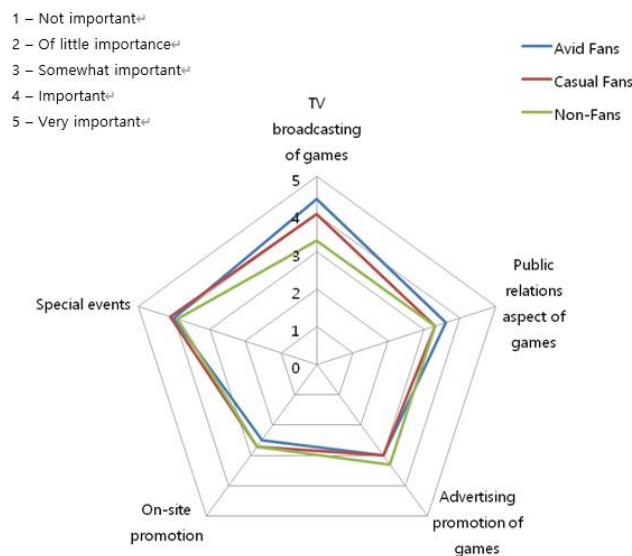 1 – Not important↵
2 – Of little importance↵
3 – Somewhat important↵
4 – Important↵
5 – Very important↵
Avid Fans
Casual Fans
Non-Fans
TV
broadcasting
of games
5
4
3
2
1
0
Public
relations
aspect of
games
Special events
On-site
promotion
Advertising
promotion of
games